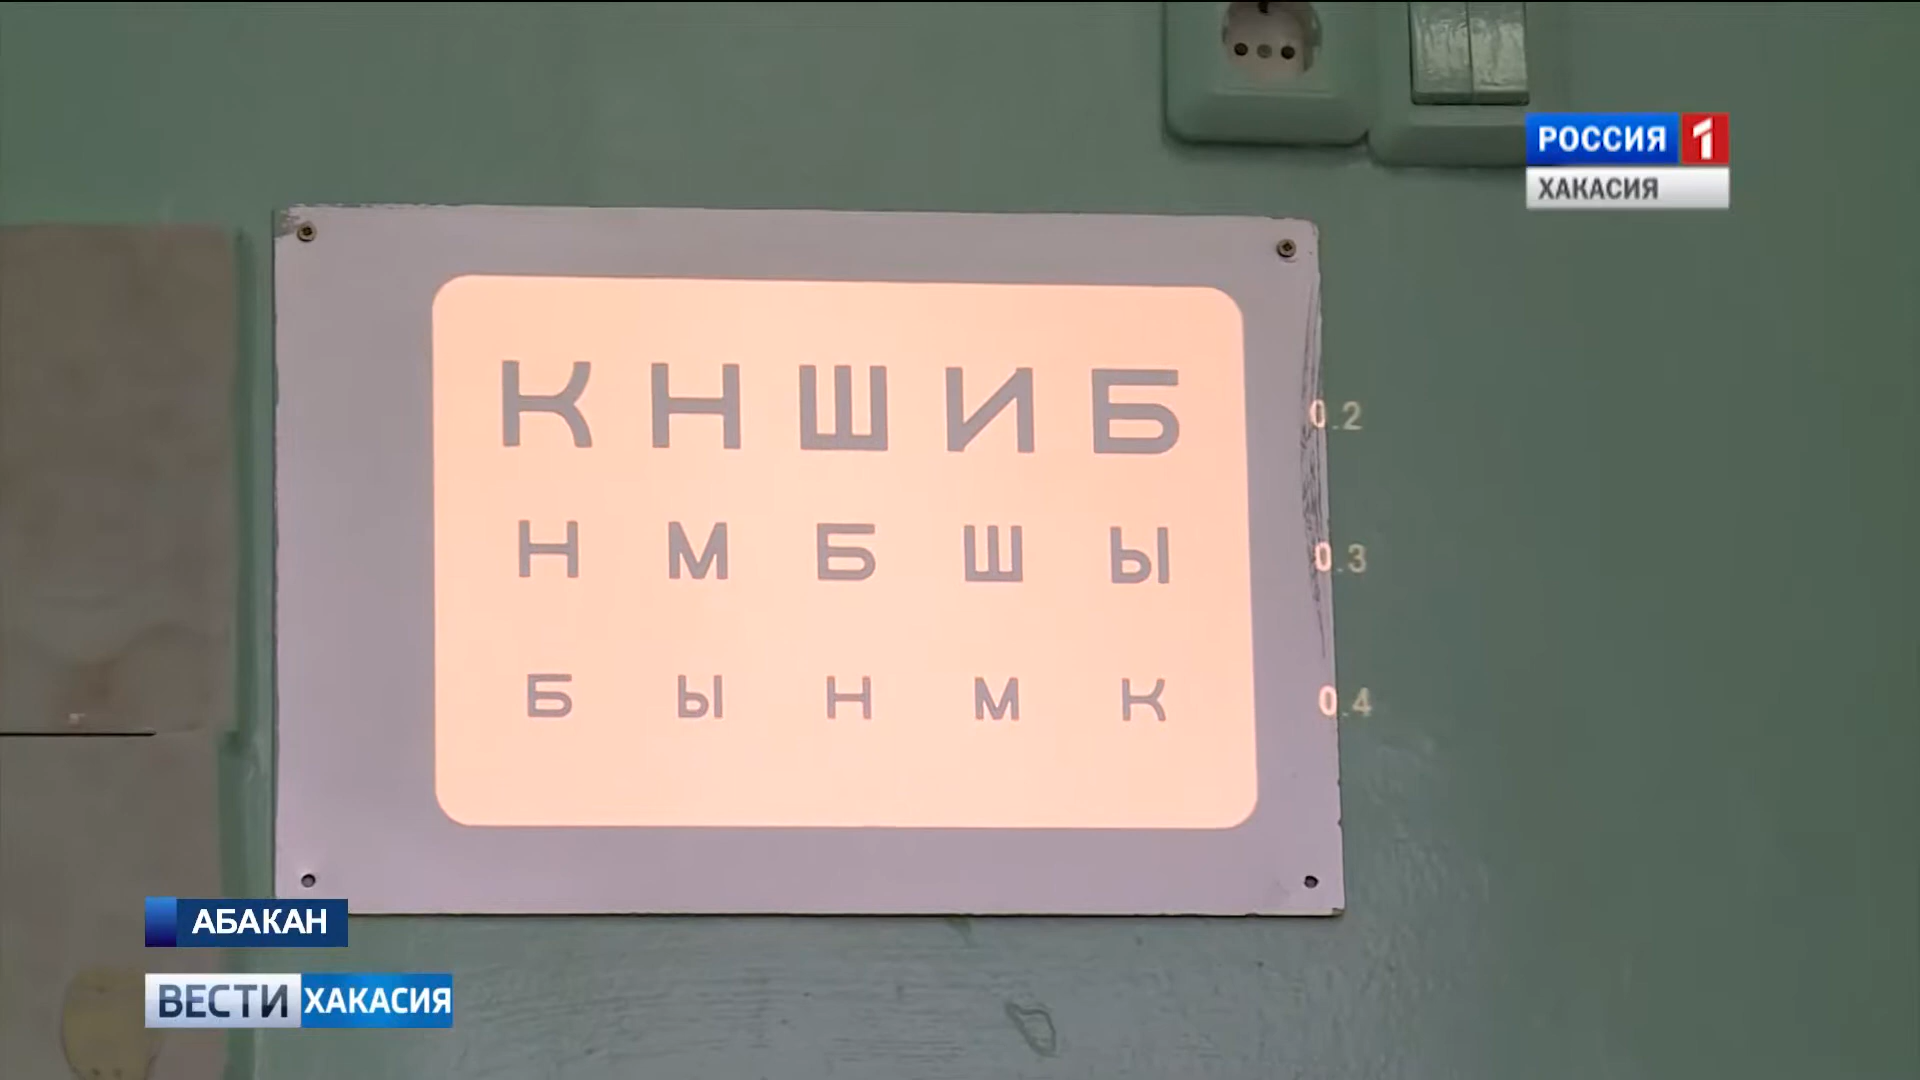 РОССИЯ 1
ХАКАСИЯ
К Н Ш И Б 0.2
Н М Б Ш Ы 0.3
Б Ы Н М К 0.4
АБАКАН
ВЕСТИ ХАКАСИЯ